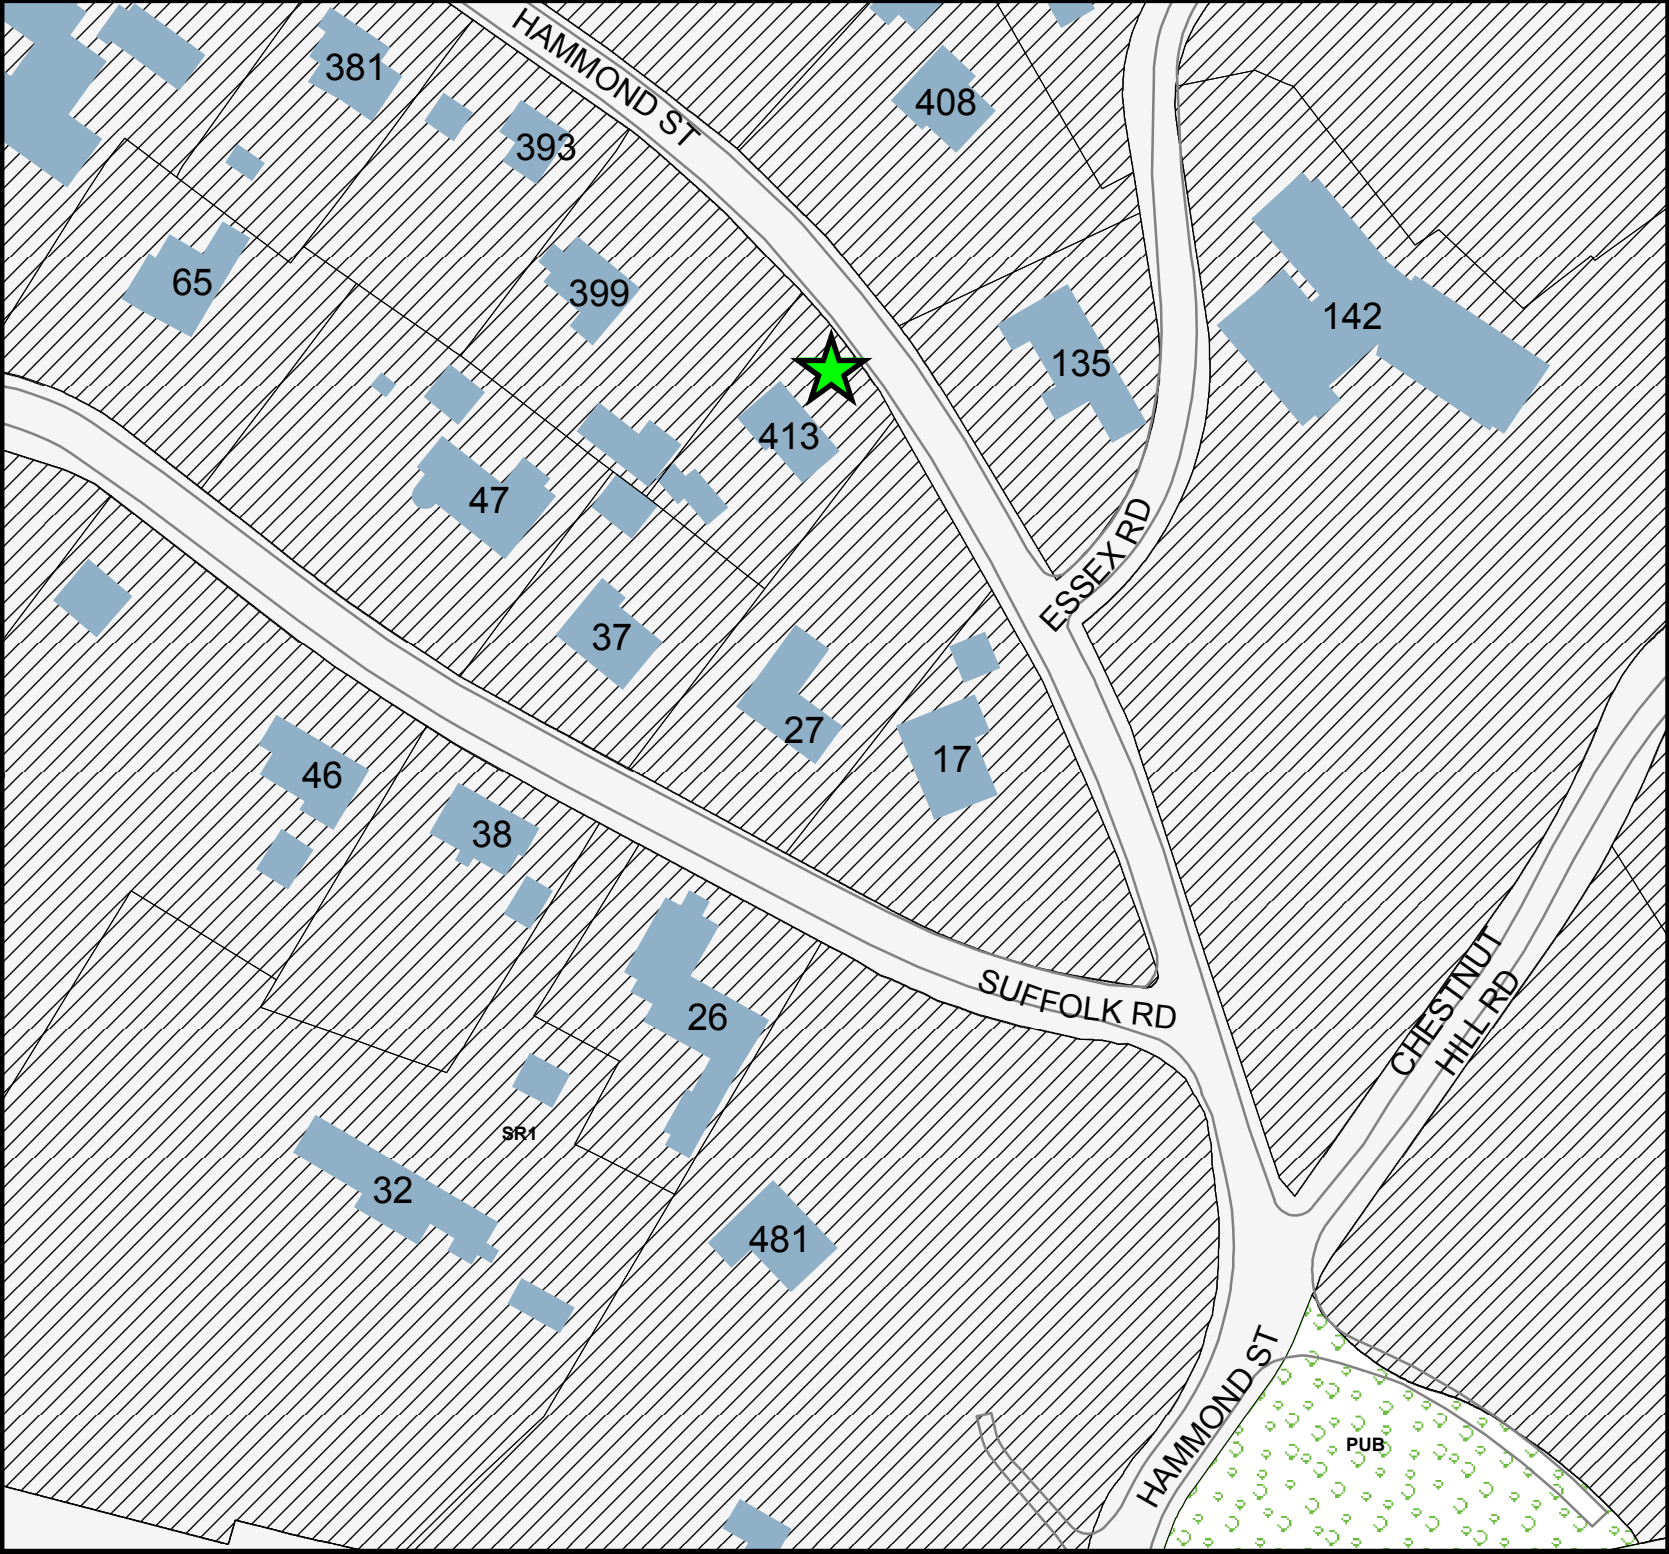 HAMMOND ST
381
408
393
65
399
142
135
413
47
ESSEX RD
37
27
17
46
38
CHESTNUT
HILL RD
SUFFOLK RD
26
SR1
32
481
HAMMOND ST
PUB